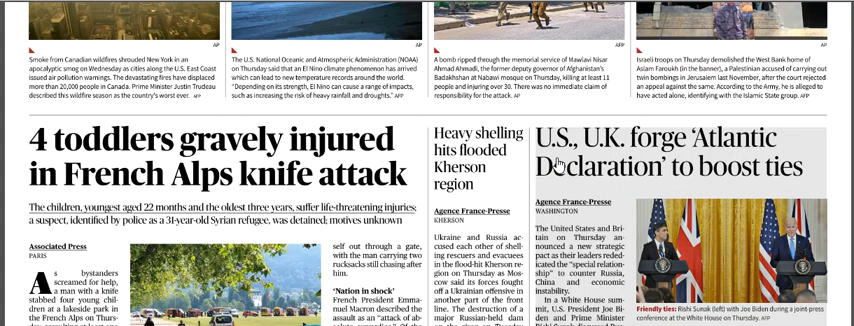 AP
AP
AFP
AP
Smoke from Canadian wildfires shrouded New York in an
apocalyptic smog on Wednesday as cities along the U.S. East Coast
issued air pollution warnings. The devastating fires have displaced
more than 20,000 people in Canada. Prime Minister Justin Trudeau
described this wildfire season as the country's worst ever. AFP
The U.S. National Oceanic and Atmospheric Administration (NOAA)
on Thursday said that an El Nino climate phenomenon has arrived
which can lead to new temperature records around the world.
"Depending on its strength, El Nino can cause a range of impacts,
such as increasing the risk of heavy rainfall and droughts." AFP
A bomb ripped through the memorial service of Mawlawi Nisar
Ahmad Ahmadi, the former deputy governor of Afghanistan's
Badakhshan at Nabawi mosque on Thursday, killing at least 11
people and injuring over 30. There was no immediate claim of
responsibility for the attack. AP
Israeli troops on Thursday demolished the West Bank home of
Aslam Faroukh (in the banner), a Palestinian accused of carrying out
twin bombings in Jerusalem last November, after the court rejected
an appeal against the same. According to the Army, he is alleged to
have acted alone, identifying with the Islamic State group. AFP
4 toddlers gravely injured
in French Alps knife attack
The children, youngest aged 22 months and the oldest three years, suffer life-threatening injuries;
a suspect, identified by police as a 31-year-old Syrian refugee, was detained; motives unknown
Associated Press
PARIS
As bystanders
screamed for help,
a man with a knife
stabbed four young chil-
dren at a lakeside park in
the French Alps on Thurs-
self out through a gate,
with the man carrying two
rucksacks still chasing after
him.
'Nation in shock'
French President Emma-
nuel Macron described the
assault as an "attack of ab-
Heavy shelling
hits flooded
Kherson
region
Agence France-Presse
KHERSON
Ukraine and Russia ac-
cused each other of shell-
ing rescuers and evacuees
in the flood-hit Kherson re-
gion on Thursday as Mos-
cow said its forces fought
off a Ukrainian offensive in
another part of the front
line. The destruction of a
major Russian-held dam
U.S., U.K. forge 'Atlantic
Declaration' to boost ties
Agence France-Presse
WASHINGTON
The United States and Bri-
tain on Thursday an-
nounced a new strategic
pact as their leaders reded-
icated the "special relation-
ship" to counter Russia,
China and economic
instability.
In a White House sum-
mit, U.S. President Joe Bi-
den and Prime Minister
Friendly ties: Rishi Sunak (left) with Joe Biden during a joint-press
conference at the White House on Thursday. AFP